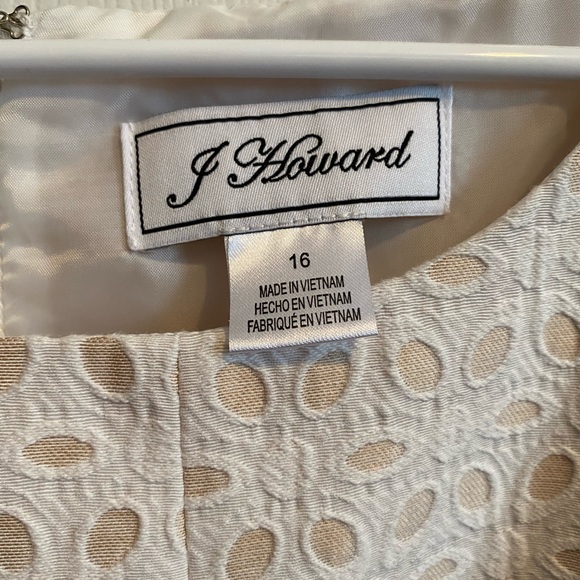 J Howard
16
MADE IN VIETNAM
HECHO EN VIETNAM
FABRIQUÉ EN VIETNAM